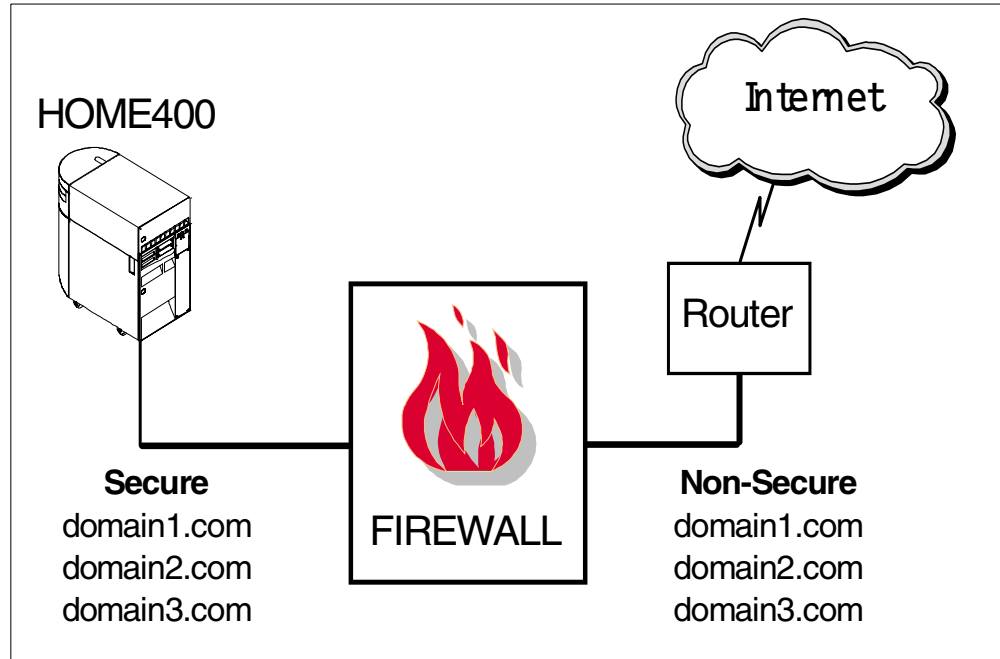 Internet
HOME400
Router
FIREWALL
Secure
domain1.com
domain2.com
domain3.com
Non-Secure
domain1.com
domain2.com
domain3.com